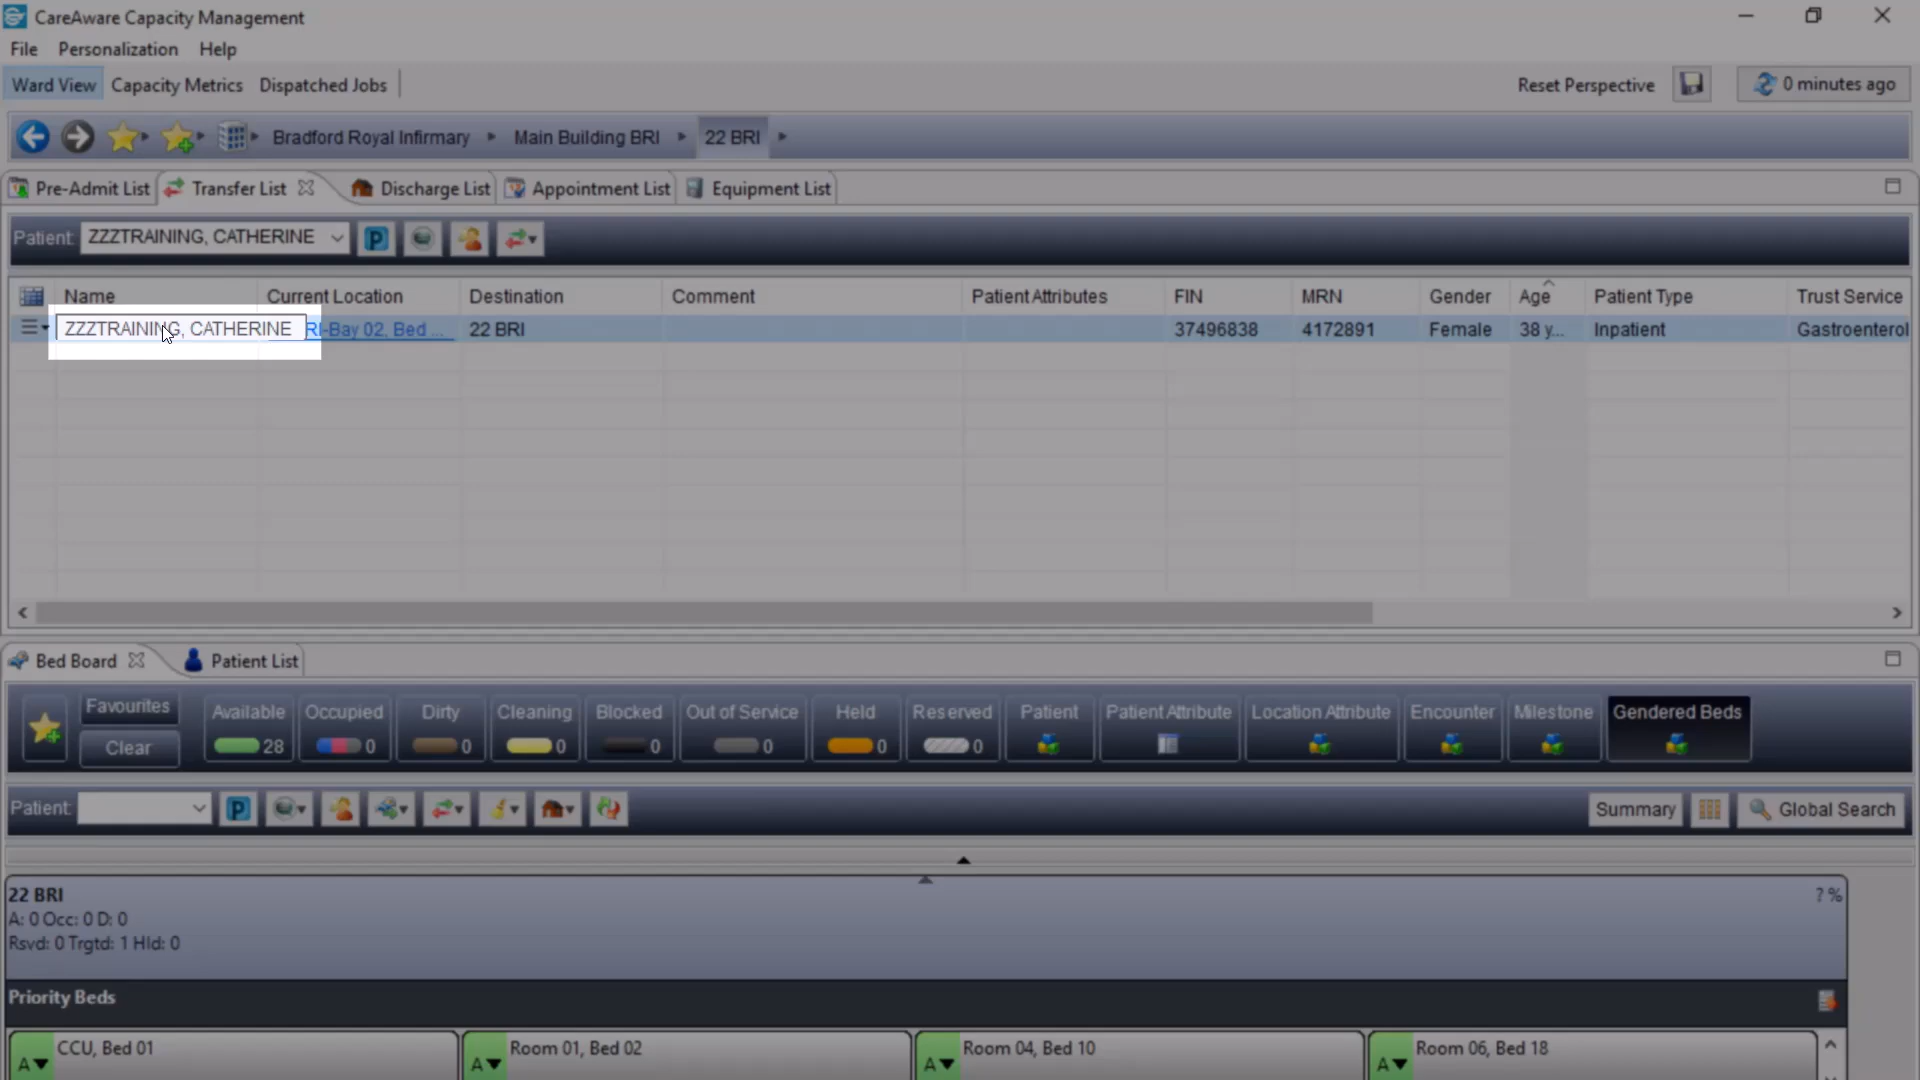 CareAware Capacity Management
File Personalization Help
Ward View Capacity Metrics Dispatched Jobs Reset Perspective 0 minutes ago
Bradford Royal Infirmary Main Building BRI 22 BRI
Pre-Admit List Transfer List Discharge List Appointment List Equipment List
Patient: ZZZTRAINING, CATHERINE P
Name Current Location Destination Comment Patient Attributes FIN MRN Gender Age Patient Type Trust Service
ZZZTRAINING, CATHERINE RI-Bay 02, Bed ... 22 BRI 37496838 4172891 Female 38 y... Inpatient Gastroenterol
Bed Board Patient List
Favourites Available Occupied Dirty Cleaning Blocked Out of Service Held Reserved Patient Patient Attribute Location Attribute Encounter Milestone Gendered Beds
Clear 28 0 0 0 0 0 0 0
Patient: P Summary Global Search
22 BRI ? %
A: 0 Occ: 0 D: 0
Rsvd: 0 Trgtd: 1 Hld: 0
Priority Beds
A CCU, Bed 01 A Room 01, Bed 02 A Room 04, Bed 10 A Room 06, Bed 18